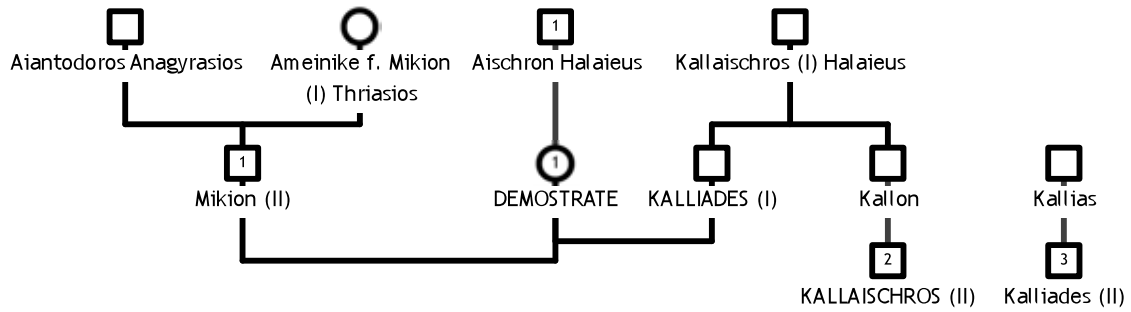 1
Aiantodoros Anagyrasios
Ameinike f. Mikion
(I) Thriasios
Aischron Halaieus
Kallaischros (I) Halaieus
1
1
Mikion (II)
DEMOSTRATE
KALLIADES (I)
Kallon
Kallias
2
3
KALLAISCHROS (II)
Kalliades (II)